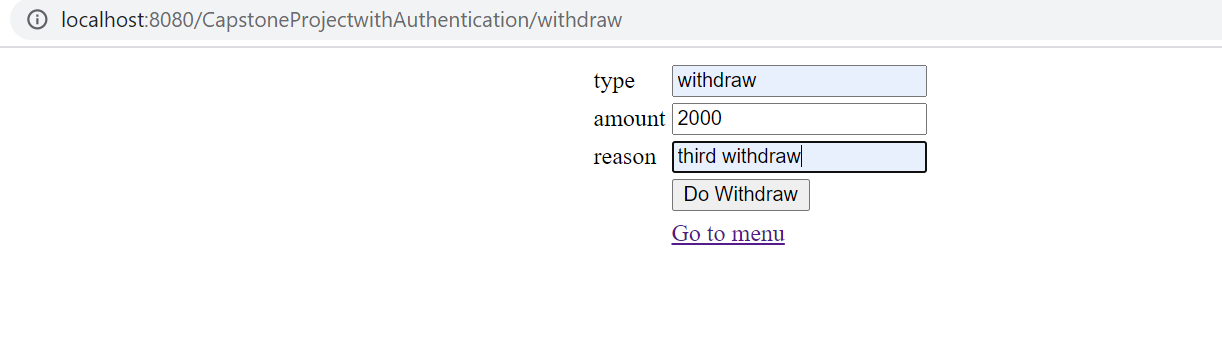 localhost:8080/CapstoneProjectwithAuthentication/withdraw
type withdraw
amount 2000
reason third withdraw
Do Withdraw
Go to menu